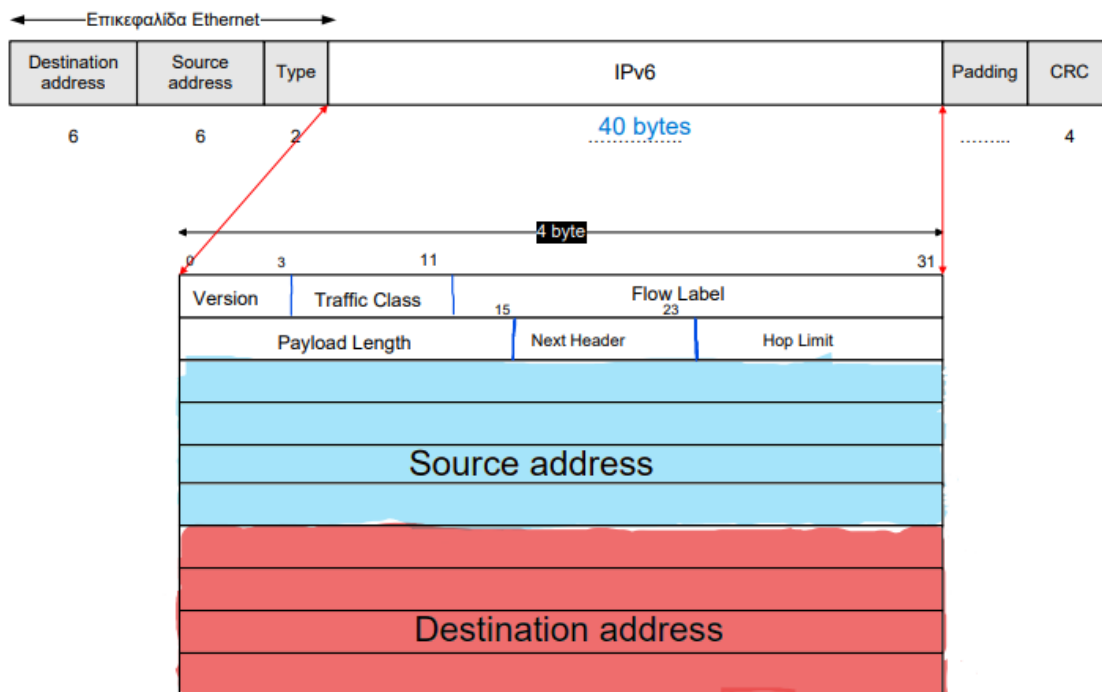 Επικεφαλίδα Ethernet
Destination address
Source address
Type
IPv6
Padding
CRC
6
6
2
40 bytes
.................
.........
4
4 byte
0
3
11
31
Version
Traffic Class
Flow Label
15
23
Payload Length
Next Header
Hop Limit
Source address
Destination address